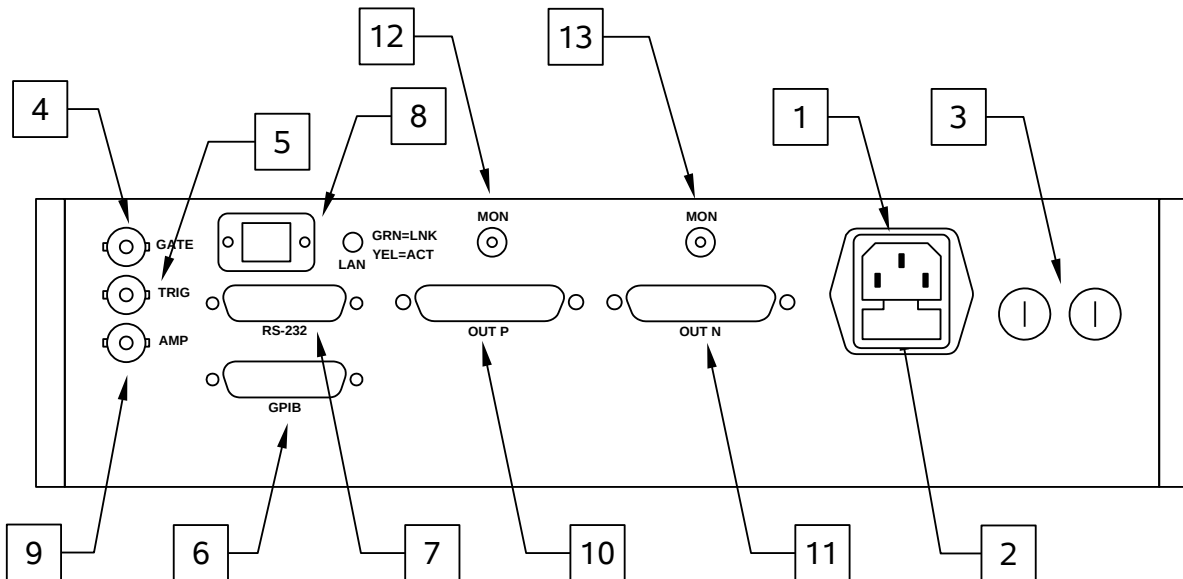 12
13
4
8
1
3
5
MON
MON
GRN=LNK
GATE
YEL=ACT
LAN
TRIG
RS-232
OUT P
OUT N
AMP
GPIB
9
6
7
10
11
2